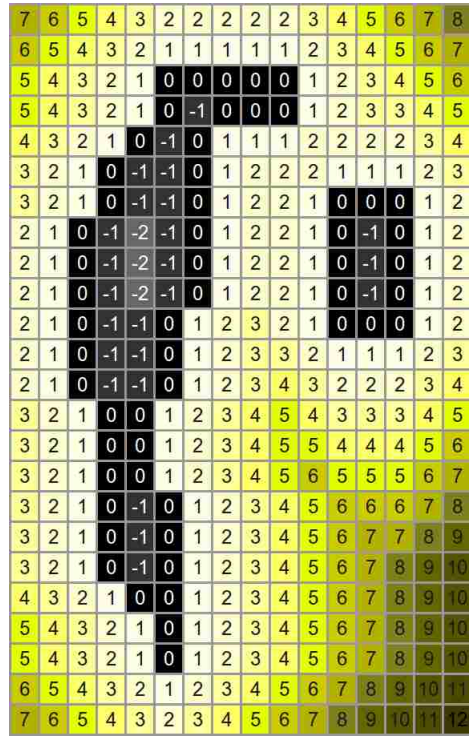 7 6 5 4 3 2 2 2 2 2 3 4 5 6 7 8
6 5 4 3 2 1 1 1 1 1 2 3 4 5 6 7
5 4 3 2 1 0 0 0 0 0 1 2 3 4 5 6
5 4 3 2 1 0 -1 0 0 0 1 2 3 3 4 5
4 3 2 1 0 -1 0 1 1 1 2 2 2 2 3 4
3 2 1 0 -1 -1 0 1 2 2 2 1 1 1 2 3
3 2 1 0 -1 -1 0 1 2 2 1 0 0 0 1 2
2 1 0 -1 -2 -1 0 1 2 2 1 0 -1 0 1 2
2 1 0 -1 -2 -1 0 1 2 2 1 0 -1 0 1 2
2 1 0 -1 -2 -1 0 1 2 2 1 0 -1 0 1 2
2 1 0 -1 -1 0 1 2 3 2 1 0 0 0 1 2
2 1 0 -1 -1 0 1 2 3 3 2 1 1 1 2 3
2 1 0 -1 -1 0 1 2 3 4 3 2 2 2 3 4
3 2 1 0 0 1 2 3 4 5 4 3 3 3 4 5
3 2 1 0 0 1 2 3 4 5 5 4 4 4 5 6
3 2 1 0 0 1 2 3 4 5 6 5 5 5 6 7
3 2 1 0 -1 0 1 2 3 4 5 6 6 6 7 8
3 2 1 0 -1 0 1 2 3 4 5 6 7 7 8 9
3 2 1 0 -1 0 1 2 3 4 5 6 7 8 9 10
4 3 2 1 0 0 1 2 3 4 5 6 7 8 9 10
5 4 3 2 1 0 1 2 3 4 5 6 7 8 9 10
5 4 3 2 1 0 1 2 3 4 5 6 7 8 9 10
6 5 4 3 2 1 2 3 4 5 6 7 8 9 10 11
7 6 5 4 3 2 3 4 5 6 7 8 9 10 11 12